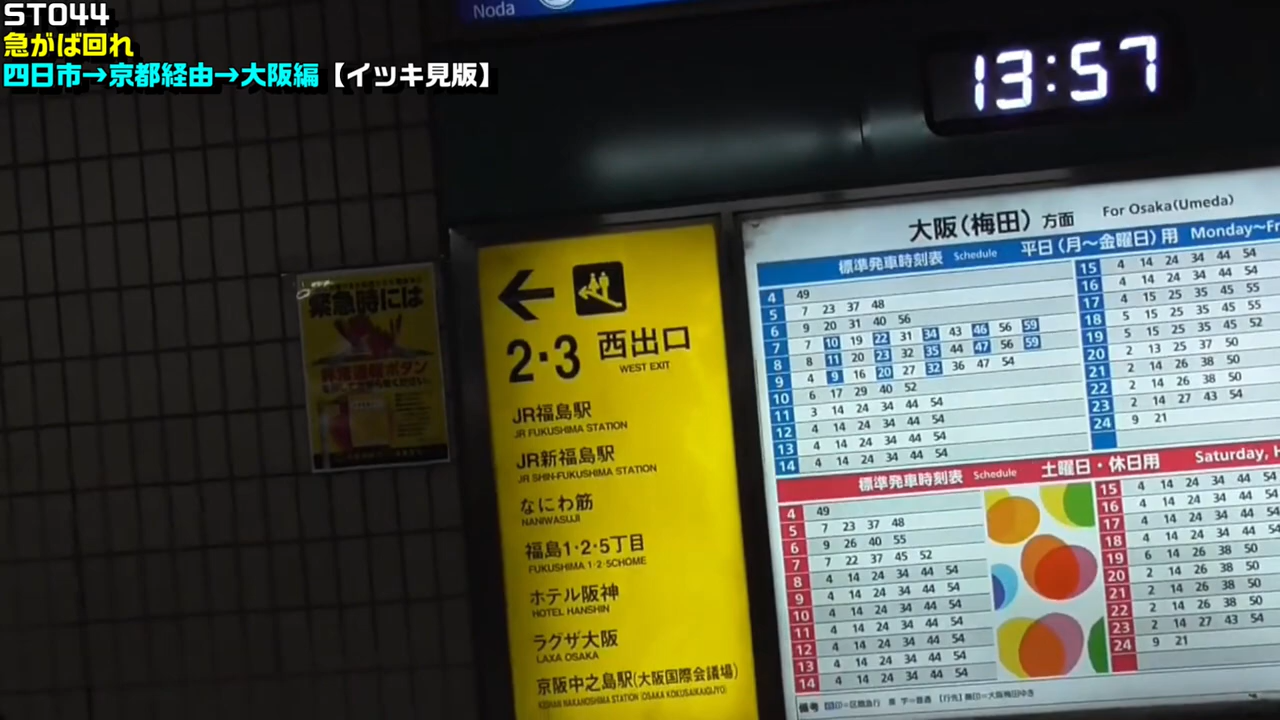 ST044
急がば回れ
四日市→京都経由→大阪編【イツキ見版】
Noda
13:57
緊急時には
非常通報ボタン
← 2・3 西出口
WEST EXIT
JR福島駅
JR FUKUSHIMA STATION
JR新福島駅
JR SHIN-FUKUSHIMA STATION
なにわ筋
NANIWASUJI
福島1・2・5丁目
FUKUSHIMA 1・2・5CHOME
ホテル阪神
HOTEL HANSHIN
ラグザ大阪
LAXA OSAKA
京阪中之島駅(大阪国際会議場)
KEIHAN NAKANOSHIMA STATION (OSAKA KOKUSAIKAIGIJYO)
大阪(梅田)方面 For Osaka(Umeda)
標準発車時刻表 Schedule 平日(月～金曜日)用 Monday～Fr
4 49
5 7 23 37 48
6 9 20 31 40 56
7 7 10 19 22 31 34 43 46 56 59
8 8 11 20 23 32 35 44 47 56 59
9 4 9 16 20 27 32 36 47 54
10 6 17 29 40 52
11 3 14 24 34 44 54
12 4 14 24 34 44 54
13 4 14 24 34 44 54
14 4 14 24 34 44 54
15 4 14 24 34 44 54
16 4 14 24 34 44 54
17 4 15 25 35 45 55
18 5 15 25 35 45 55
19 5 15 25 35 45 52
20 2 13 25 37 50
21 2 14 26 38 50
22 2 14 26 38 50
23 2 14 27 43 54
24 9 21
標準発車時刻表 Schedule 土曜日・休日用 Saturday, H
4 49
5 7 23 37 48
6 9 26 40 55
7 7 22 37 45 52
8 4 14 24 34 44 54
9 4 14 24 34 44 54
10 4 14 24 34 44 54
11 4 14 24 34 44 54
12 4 14 24 34 44 54
13 4 14 24 34 44 54
14 4 14 24 34 44 54
15 4 14 24 34 44 54
16 4 14 24 34 44 54
17 4 14 24 34 44 54
18 4 14 24 34 44 54
19 6 14 26 38 50
20 2 14 26 38 50
21 2 14 26 38 50
22 2 14 26 38 50
23 2 14 27 43 54
24 9 21
備考